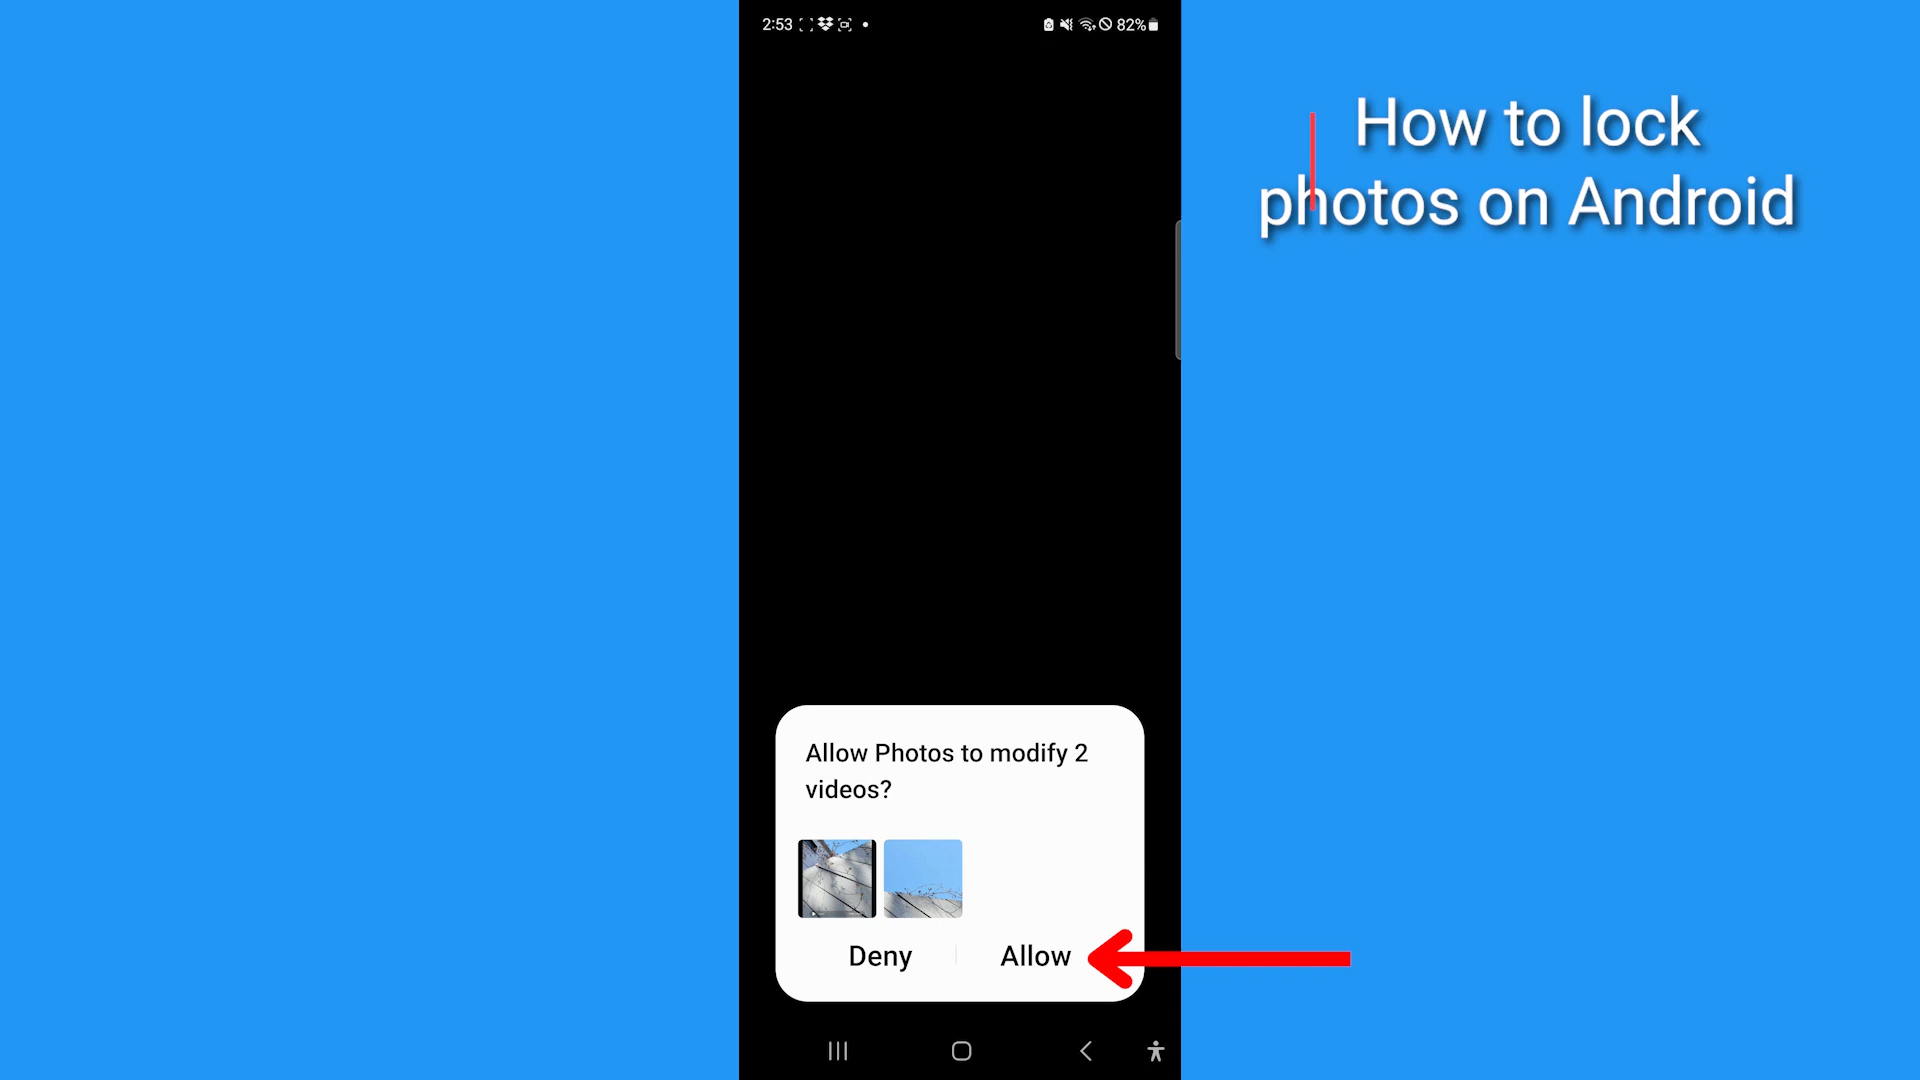 2:53
82%
How to lock
photos on Android
Allow Photos to modify 2
videos?
Deny
Allow